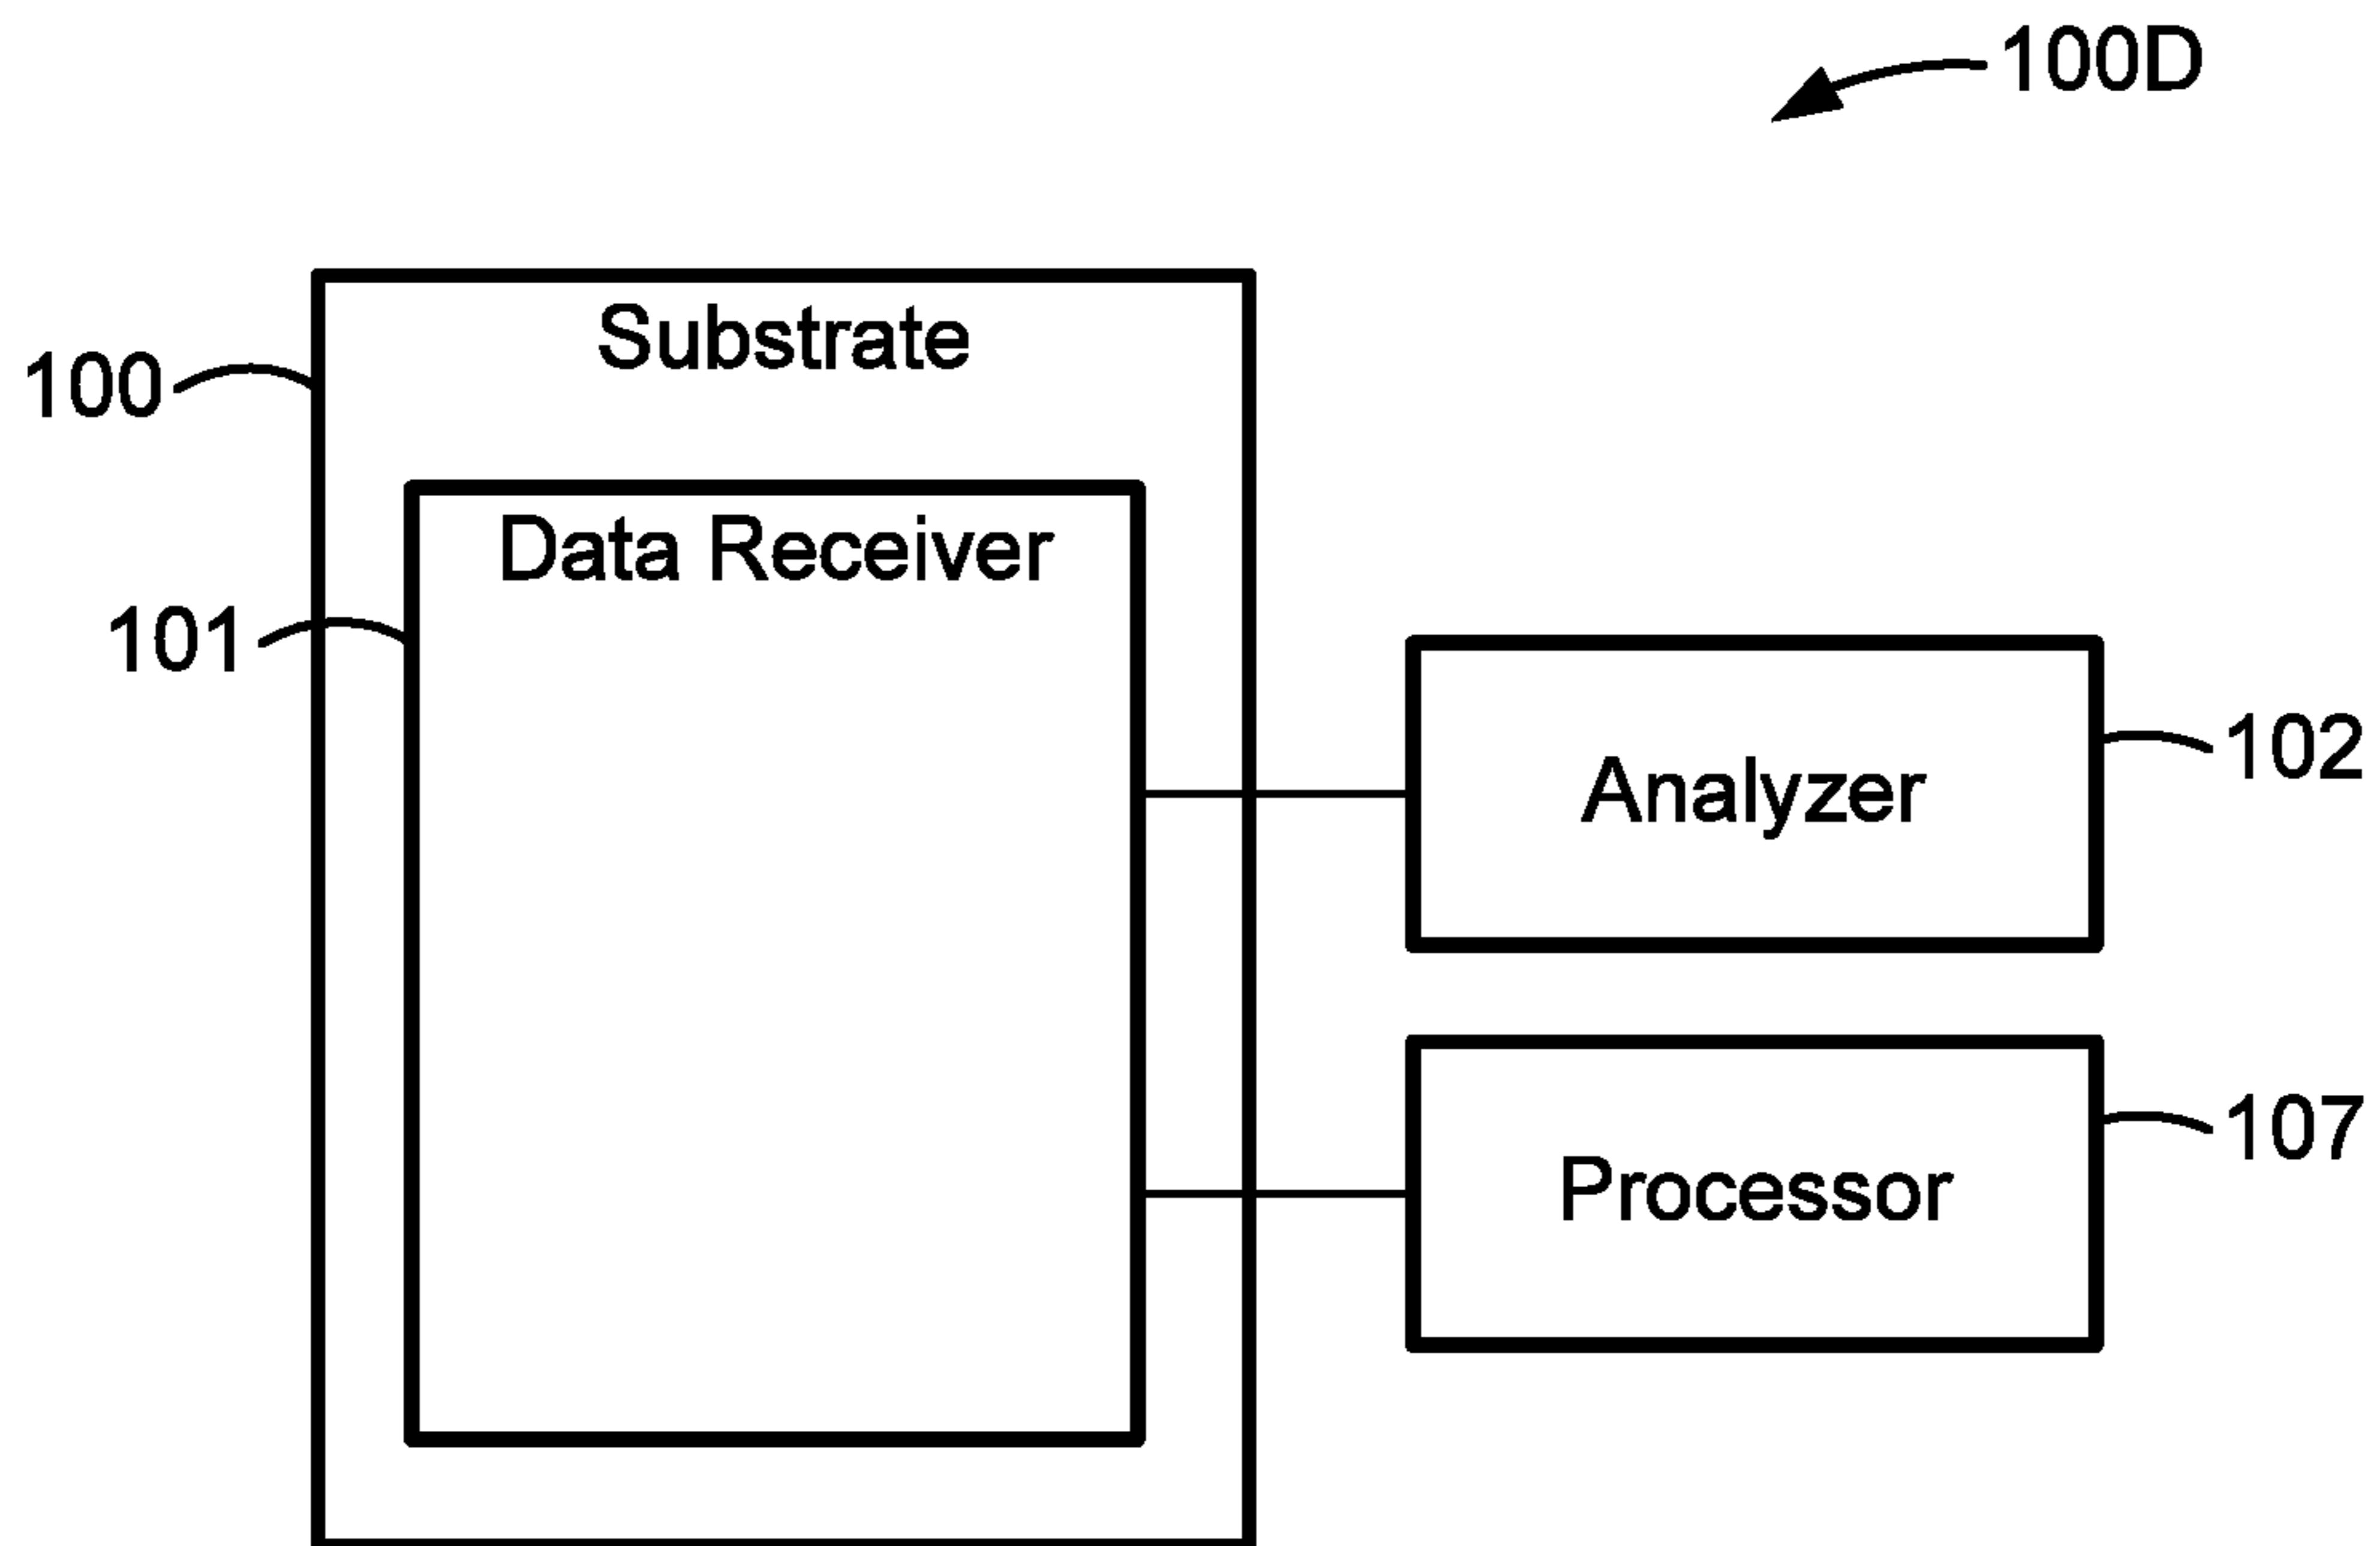 100D
Substrate
100
Data Receiver
101
102
Analyzer
107
Processor